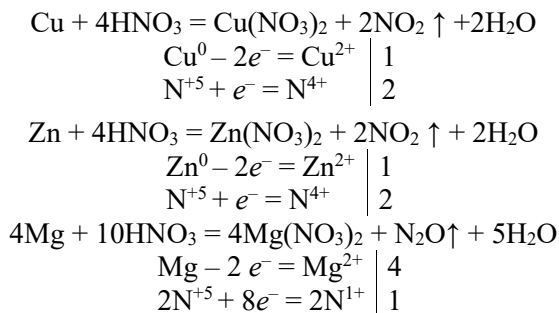 Cu + 4HNO₃ = Cu(NO₃)₂ + 2NO₂ ↑ +2H₂O
Cu⁰ – 2e⁻ = Cu²⁺ | 1
N⁺⁵ + e⁻ = N⁴⁺ | 2
Zn + 4HNO₃ = Zn(NO₃)₂ + 2NO₂ ↑ + 2H₂O
Zn⁰ – 2e⁻ = Zn²⁺ | 1
N⁺⁵ + e⁻ = N⁴⁺ | 2
4Mg + 10HNO₃ = 4Mg(NO₃)₂ + N₂O↑ + 5H₂O
Mg – 2 e⁻ = Mg²⁺ | 4
2N⁺⁵ + 8e⁻ = 2N¹⁺ | 1